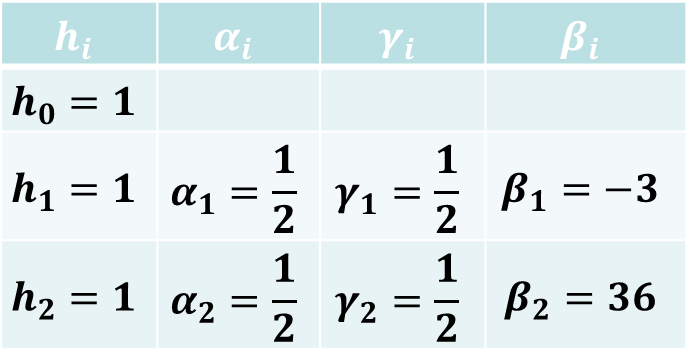 hᵢ αᵢ γᵢ βᵢ
h₀ = 1
h₁ = 1 α₁ = 1/2 γ₁ = 1/2 β₁ = −3
h₂ = 1 α₂ = 1/2 γ₂ = 1/2 β₂ = 36